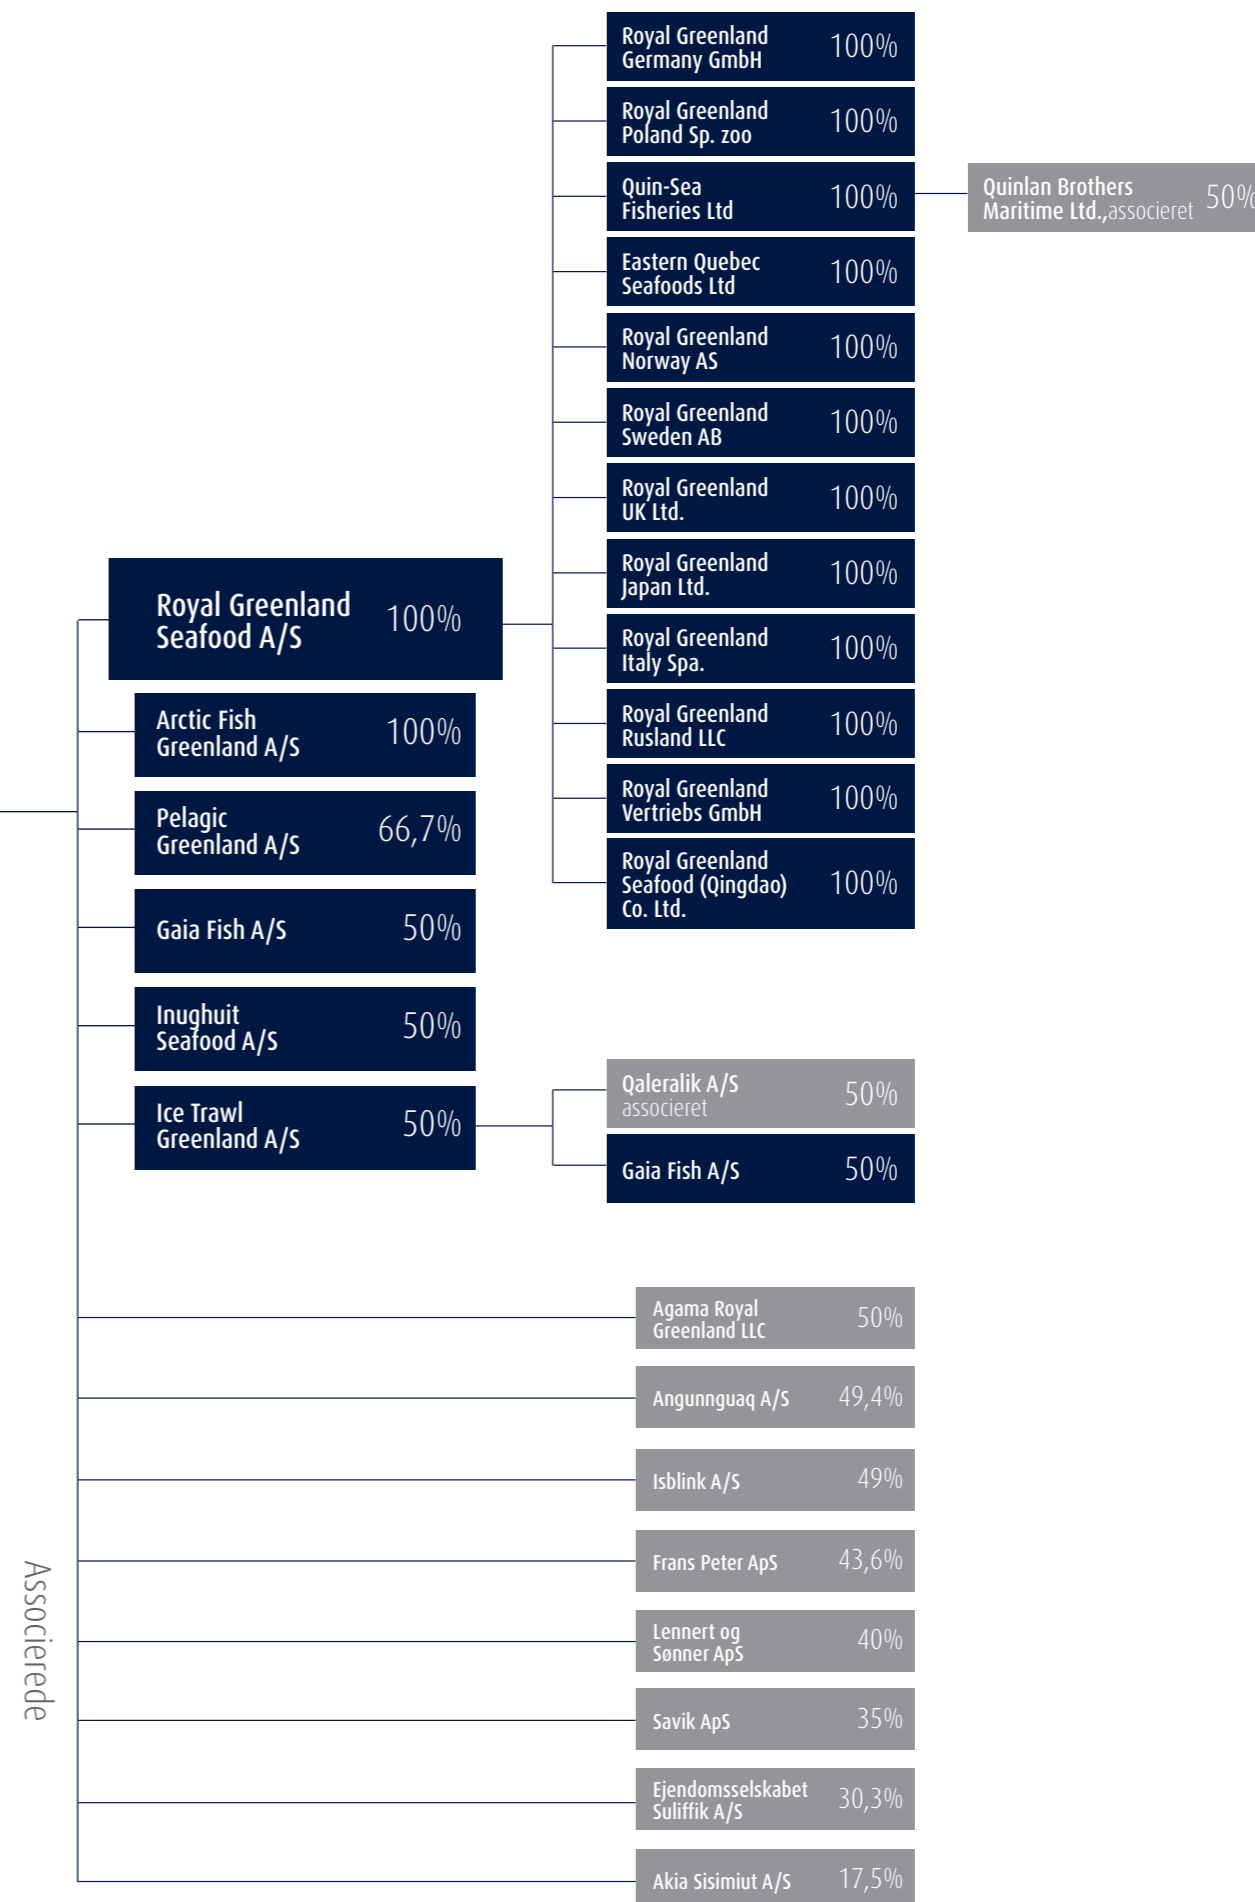 Royal Greenland
Germany GmbH
100%
Royal Greenland
Poland Sp. zoo
100%
Quin-Sea
Fisheries Ltd
100%
Quinlan Brothers
Maritime Ltd.,associeret
50%
Eastern Quebec
Seafoods Ltd
100%
Royal Greenland
Norway AS
100%
Royal Greenland
Sweden AB
100%
Royal Greenland
UK Ltd.
100%
Royal Greenland
Japan Ltd.
100%
Royal Greenland
Italy Spa.
100%
Royal Greenland
Rusland LLC
100%
Royal Greenland
Vertriebs GmbH
100%
Royal Greenland
Seafood (Qingdao)
Co. Ltd.
100%
Royal Greenland
Seafood A/S
100%
Arctic Fish
Greenland A/S
100%
Pelagic
Greenland A/S
66,7%
Gaia Fish A/S
50%
Inughuit
Seafood A/S
50%
Ice Trawl
Greenland A/S
50%
Qaleralik A/S
associeret
50%
Gaia Fish A/S
50%
Associerede
Agama Royal
Greenland LLC
50%
Angunnguaq A/S
49,4%
Isblink A/S
49%
Frans Peter ApS
43,6%
Lennert og
Sønner ApS
40%
Savik ApS
35%
Ejendomsselskabet
Suliffik A/S
30,3%
Akia Sisimiut A/S
17,5%